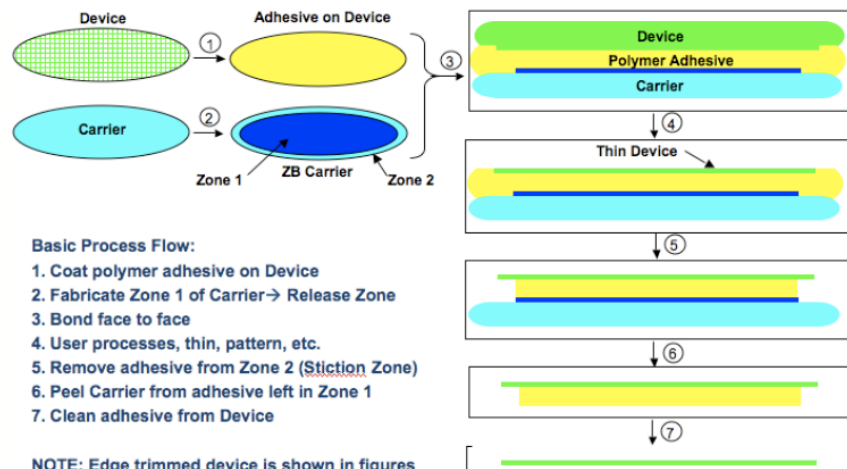 Device
Adhesive on Device
1
Carrier
2
Zone 1
ZB Carrier
Zone 2
3
Device
Polymer Adhesive
Carrier
4
Thin Device
5
6
7
Basic Process Flow:
1. Coat polymer adhesive on Device
2. Fabricate Zone 1 of Carrier→ Release Zone
3. Bond face to face
4. User processes, thin, pattern, etc.
5. Remove adhesive from Zone 2 (Stiction Zone)
6. Peel Carrier from adhesive left in Zone 1
7. Clean adhesive from Device
NOTE: Edge trimmed device is shown in figures